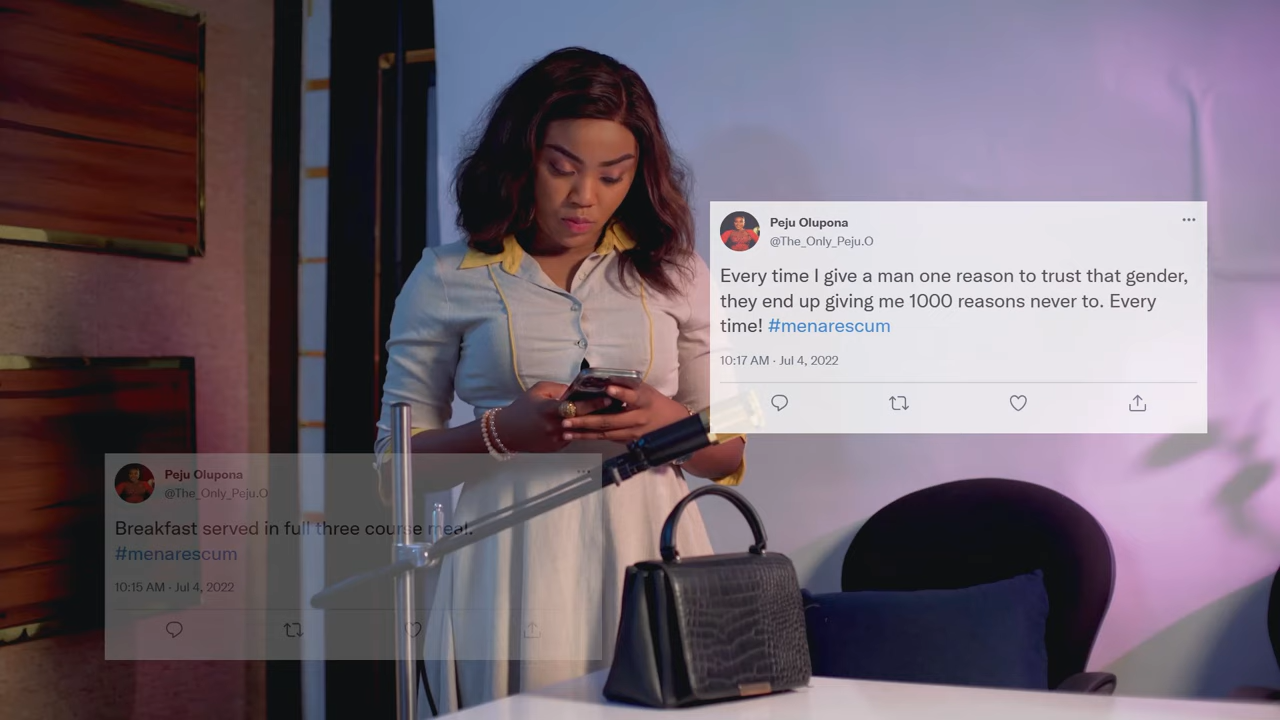 Peju Olupona
@The_Only_Peju.O
Every time I give a man one reason to trust that gender,
they end up giving me 1000 reasons never to. Every
time! #menarescum
10:17 AM · Jul 4, 2022
Peju Olupona
@The_Only_Peju.O
Breakfast served in full three course meal.
#menarescum
10:15 AM · Jul 4, 2022